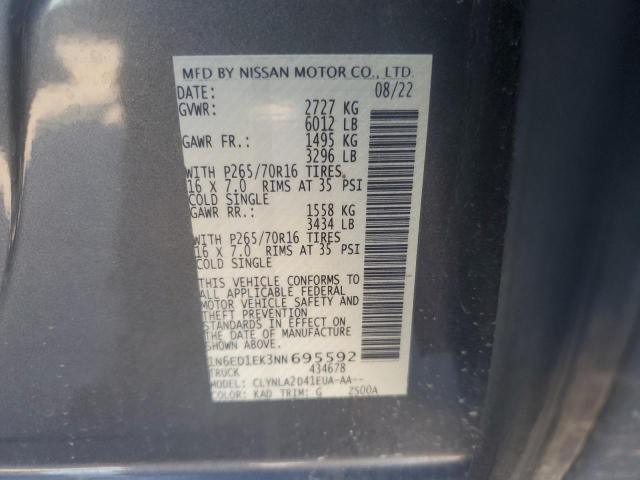 MFD BY NISSAN MOTOR CO., LTD.
DATE: 08/22
GVWR: 2727 KG
6012 LB
GAWR FR.: 1495 KG
3296 LB
WITH P265/70R16 TIRES,
16 X 7.0 RIMS AT 35 PSI
COLD SINGLE
GAWR RR.: 1558 KG
3434 LB
WITH P265/70R16 TIRES
16 X 7.0 RIMS AT 35 PSI
COLD SINGLE
THIS VEHICLE CONFORMS TO
ALL APPLICABLE FEDERAL
MOTOR VEHICLE SAFETY AND
THEFT PREVENTION
STANDARDS IN EFFECT ON
THE DATE OF MANUFACTURE
SHOWN ABOVE.
1N6ED1EK3NN695592
TRUCK 434678
MODEL: CLYNLA2D41EUA-AA--
COLOR: KAD TRIM: G 2S00A